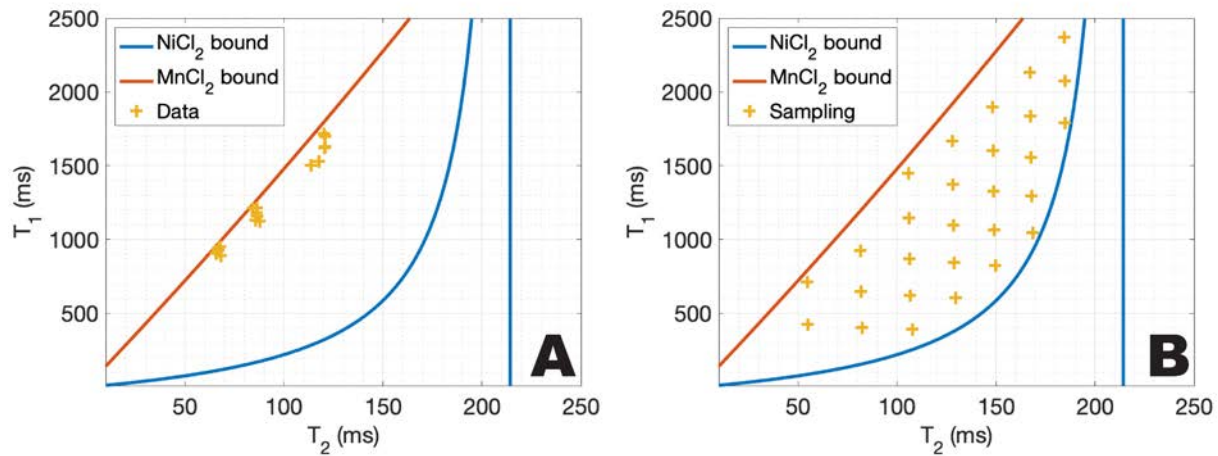 2500
2000
1500
1000
500
T₁ (ms)
NiCl₂ bound
MnCl₂ bound
Data
50
100
150
200
250
T₂ (ms)
A
2500
2000
1500
1000
500
T₁ (ms)
NiCl₂ bound
MnCl₂ bound
Sampling
50
100
150
200
250
T₂ (ms)
B